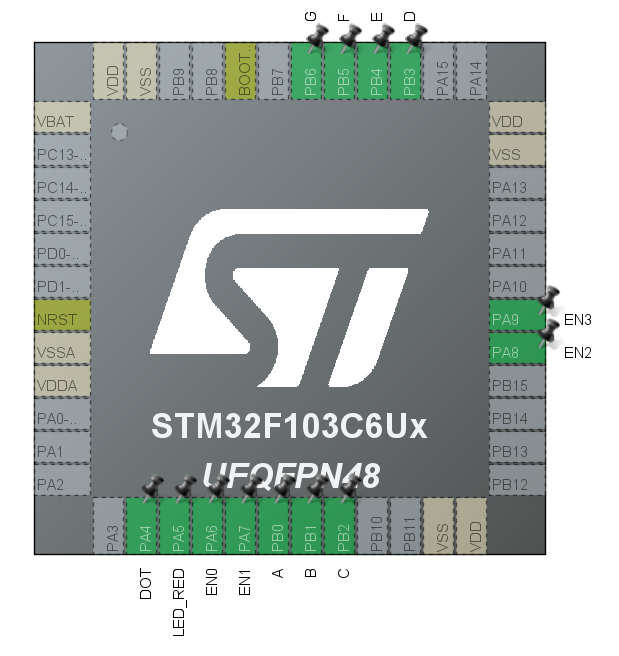 G
F
E
D
VDD
VSS
PB9
PB8
BOOT..
PB7
PB6
PB5
PB4
PB3
PA15
PA14
VBAT
PC13-..
PC14-..
PC15-..
PD0-..
PD1-..
NRST
VSSA
VDDA
PA0-..
PA1
PA2
VDD
VSS
PA13
PA12
PA11
PA10
PA9
EN3
PA8
EN2
PB15
PB14
PB13
PB12
ST
STM32F103C6Ux
UFQFPN48
PA3
PA4
PA5
PA6
PA7
PB0
PB1
PB2
PB10
PB11
VSS
VDD
DOT
LED_RED
EN0
EN1
A
B
C